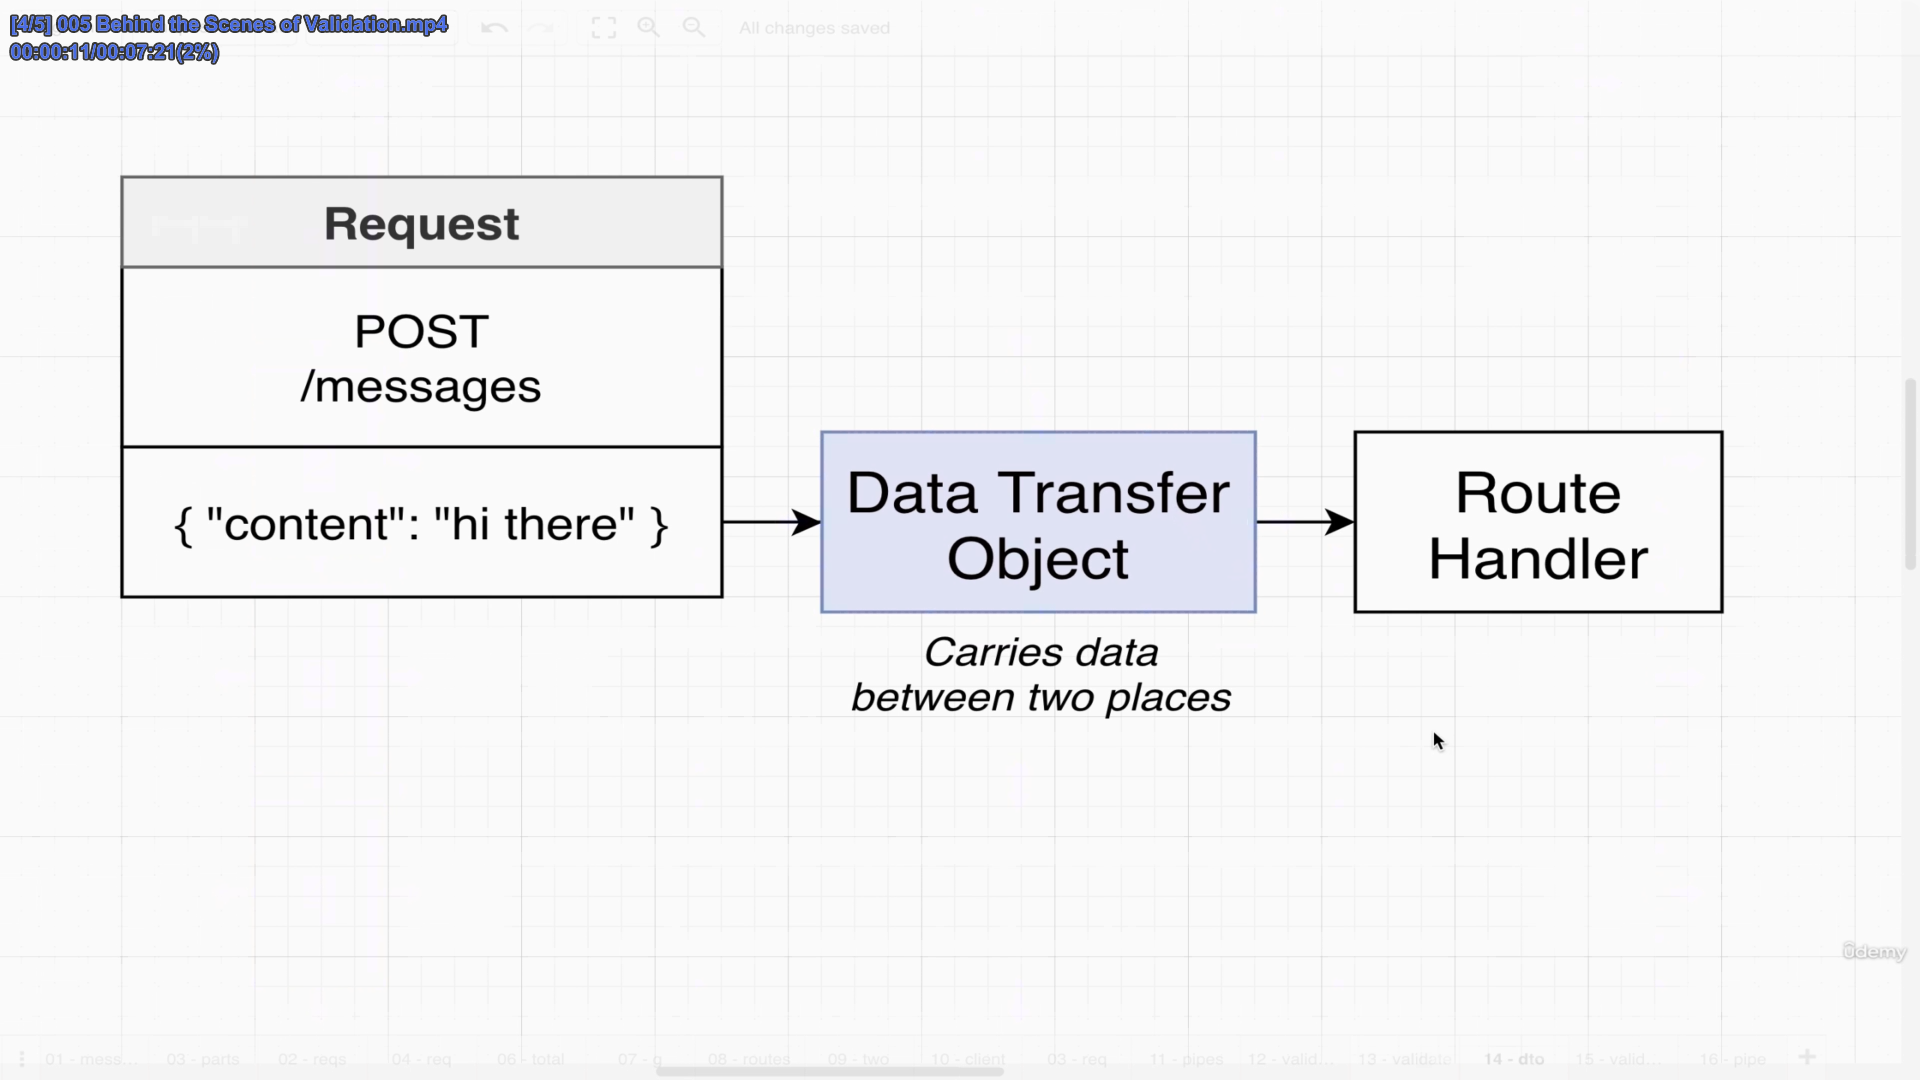 [4/5] 005 Behind the Scenes of Validation.mp4
00:00:11/00:07:21(2%)
All changes saved
Request
POST
/messages
{ "content": "hi there" }
Data Transfer
Object
Carries data
between two places
Route
Handler
ûdemy
01 - mess... 03 - parts 02 - reqs 04 - req 06 - total 07 - g 08 - routes 09 - two 10 - client 03 - req 11 - pipes 12 - valid... 13 - validate 14 - dto 15 - valid... 16 - pipe